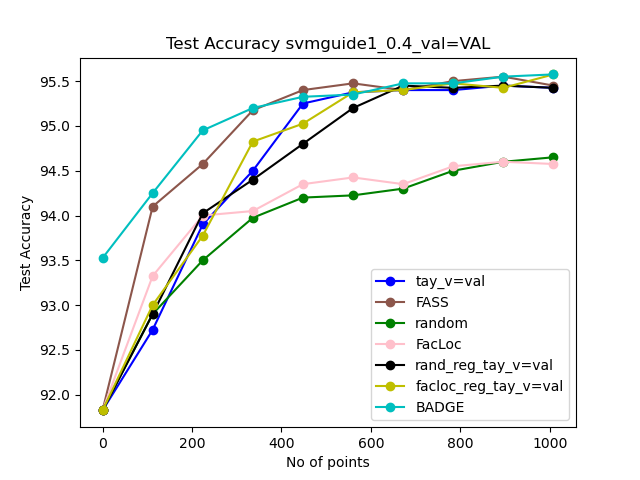 Test Accuracy svmguide1_0.4_val=VAL
95.5
95.0
94.5
94.0
93.5
93.0
92.5
92.0
Test Accuracy
0
200
400
600
800
1000
No of points
tay_v=val
FASS
random
FacLoc
rand_reg_tay_v=val
facloc_reg_tay_v=val
BADGE